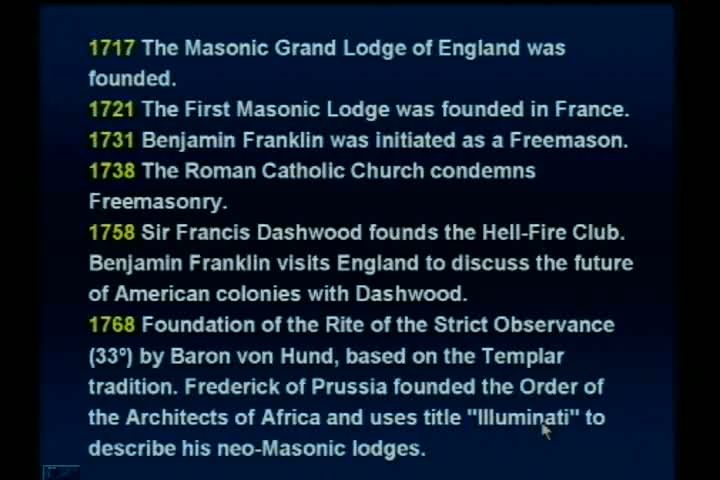 1717 The Masonic Grand Lodge of England was
founded.
1721 The First Masonic Lodge was founded in France.
1731 Benjamin Franklin was initiated as a Freemason.
1738 The Roman Catholic Church condemns
Freemasonry.
1758 Sir Francis Dashwood founds the Hell-Fire Club.
Benjamin Franklin visits England to discuss the future
of American colonies with Dashwood.
1768 Foundation of the Rite of the Strict Observance
(33º) by Baron von Hund, based on the Templar
tradition. Frederick of Prussia founded the Order of
the Architects of Africa and uses title "Illuminati" to
describe his neo-Masonic lodges.